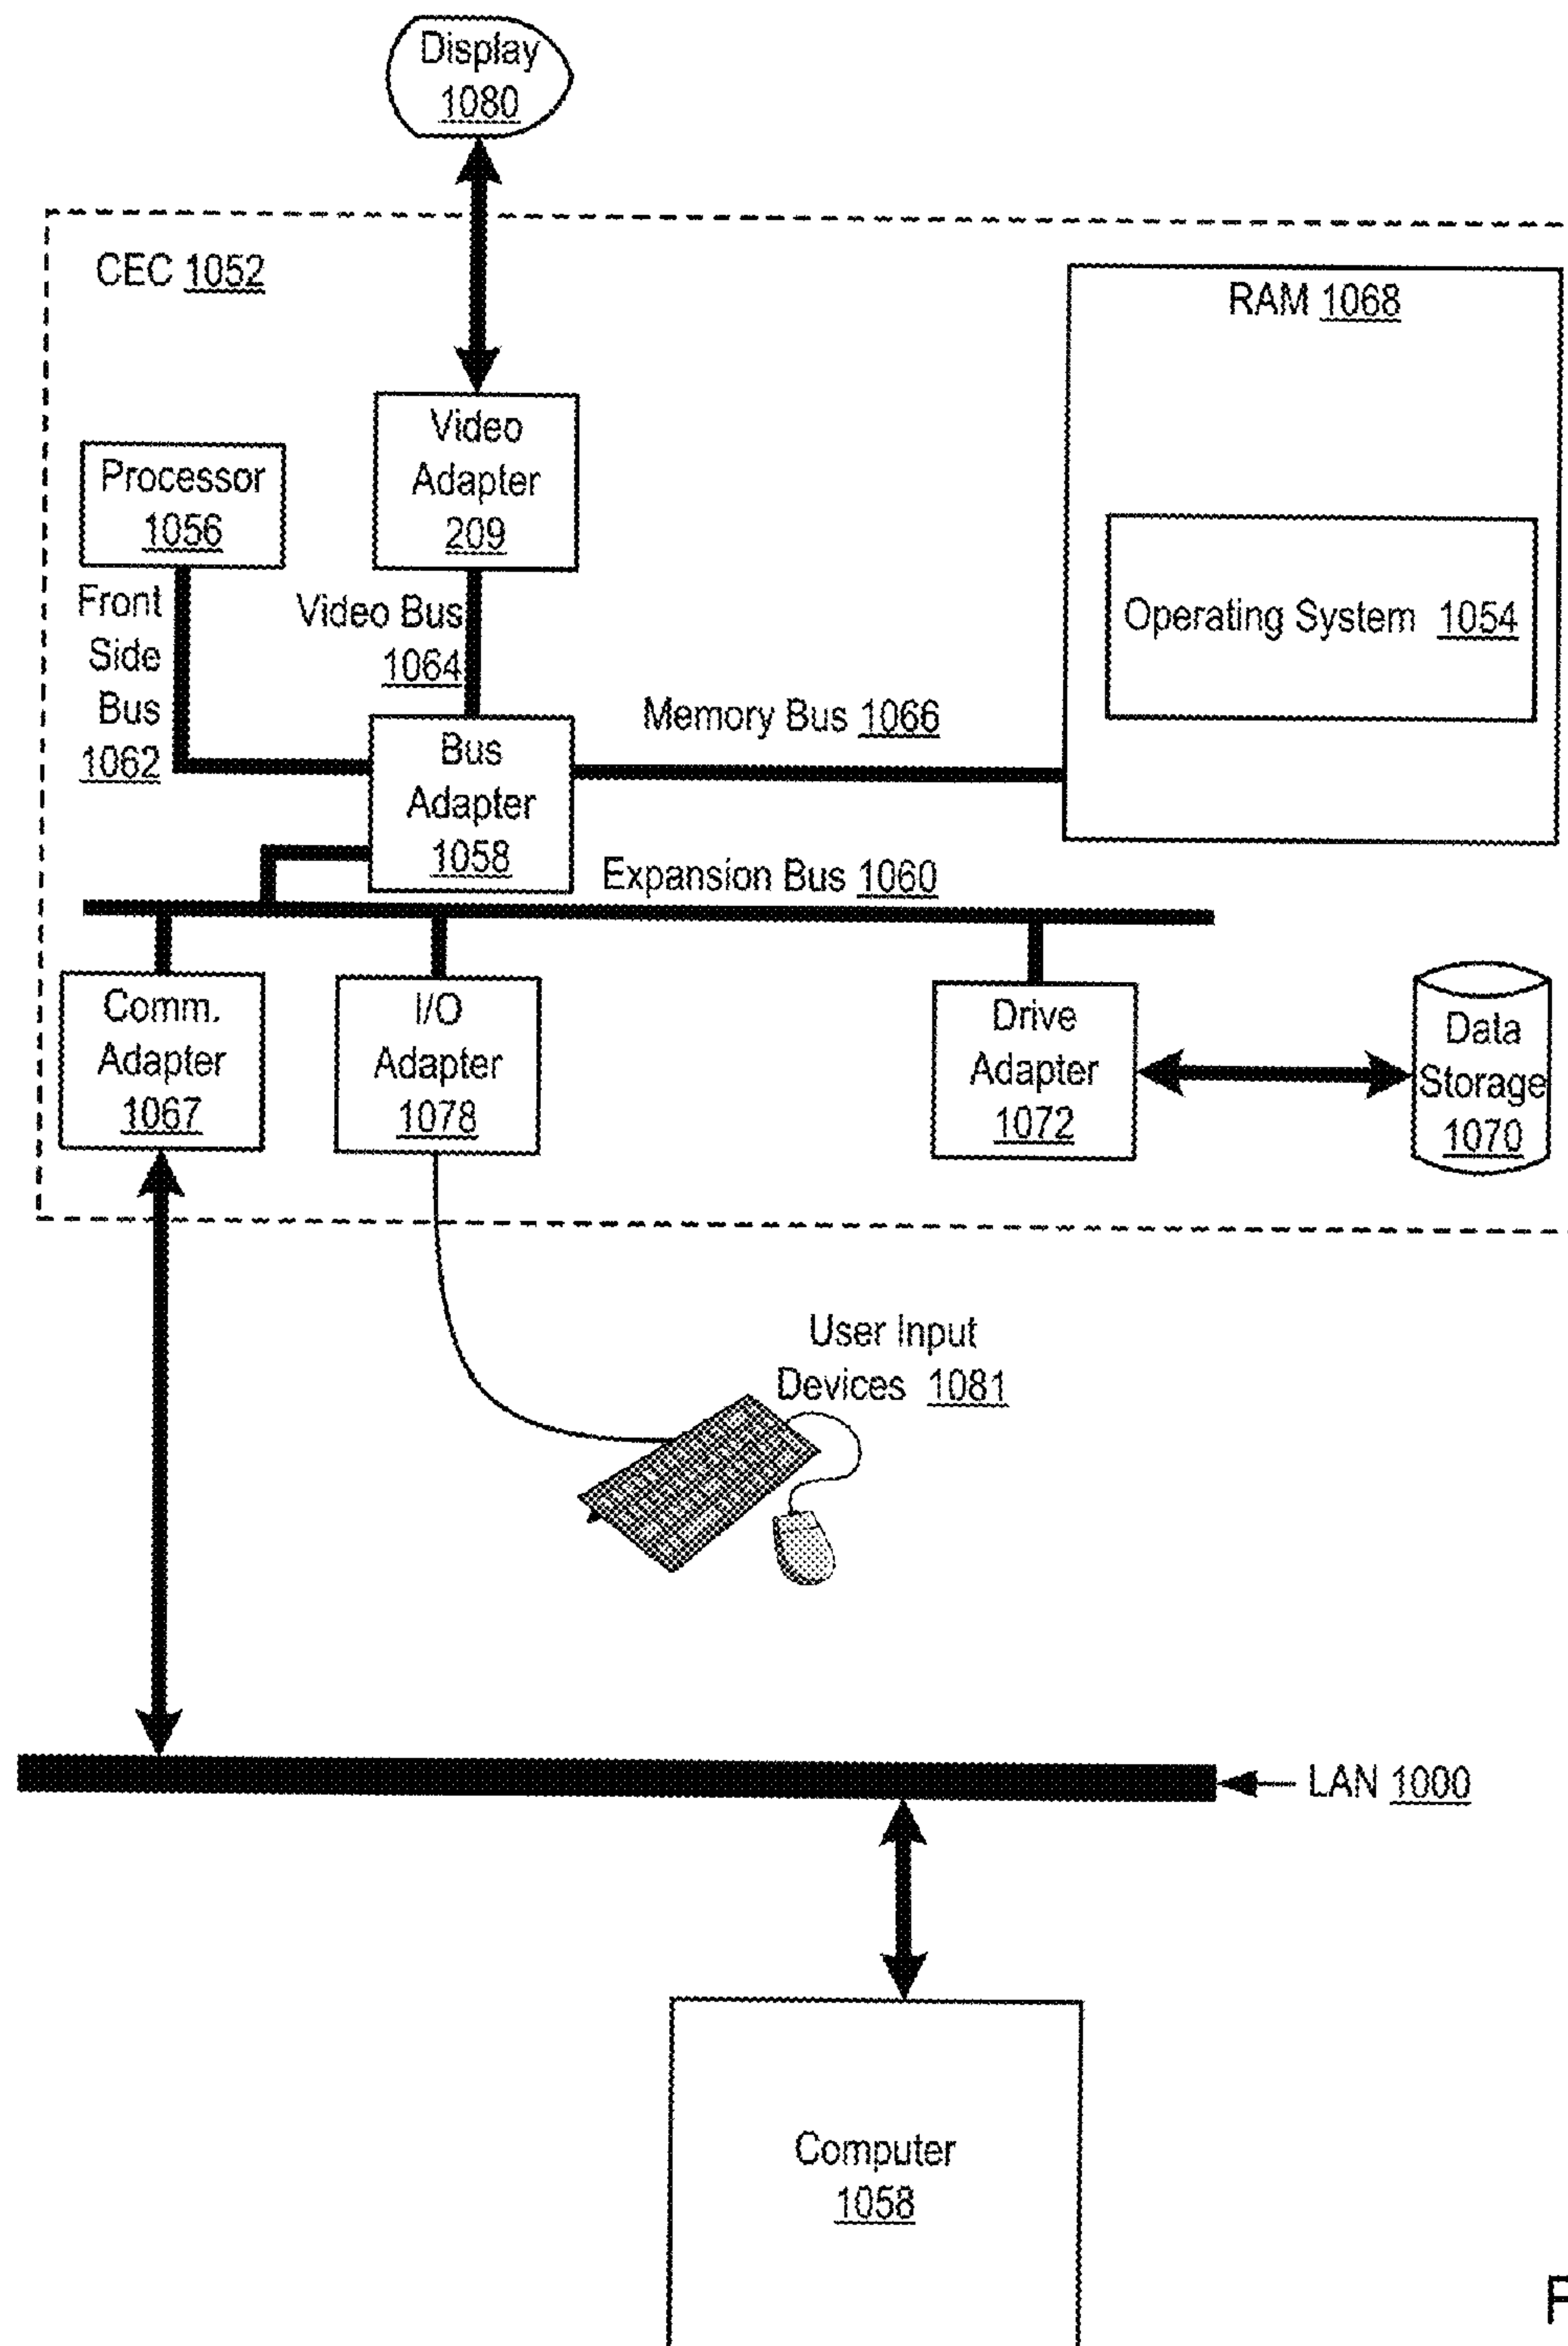 Display
1080
CEC 1052
RAM 1068
Video
Adapter
209
Processor
1056
Operating System 1054
Front
Side
Bus
1062
Video Bus
1064
Memory Bus 1066
Bus
Adapter
1058
Expansion Bus 1060
Comm.
Adapter
1067
I/O
Adapter
1078
Drive
Adapter
1072
Data
Storage
1070
User Input
Devices 1081
LAN 1000
Computer
1058